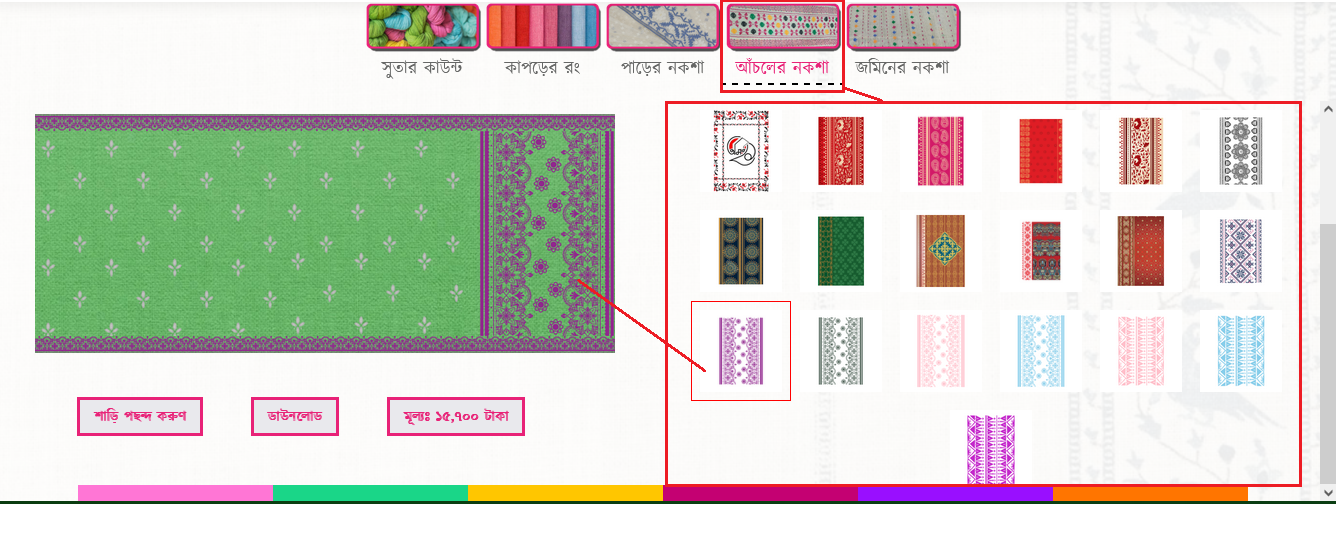 সুতার কাউন্ট
কাপড়ের রং
পাড়ের নকশা
আঁচলের নকশা
জমিনের নকশা
শাড়ি পছন্দ করুণ
ডাউনলোড
মূল্যঃ ১৫,৭০০ টাকা